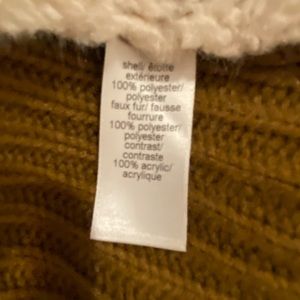 shell/ étoffe
extérieure
100% polyester/
polyester
faux fur/ fausse
fourrure
100% polyester/
polyester
contrast/
contraste
100% acrylic/
acrylique